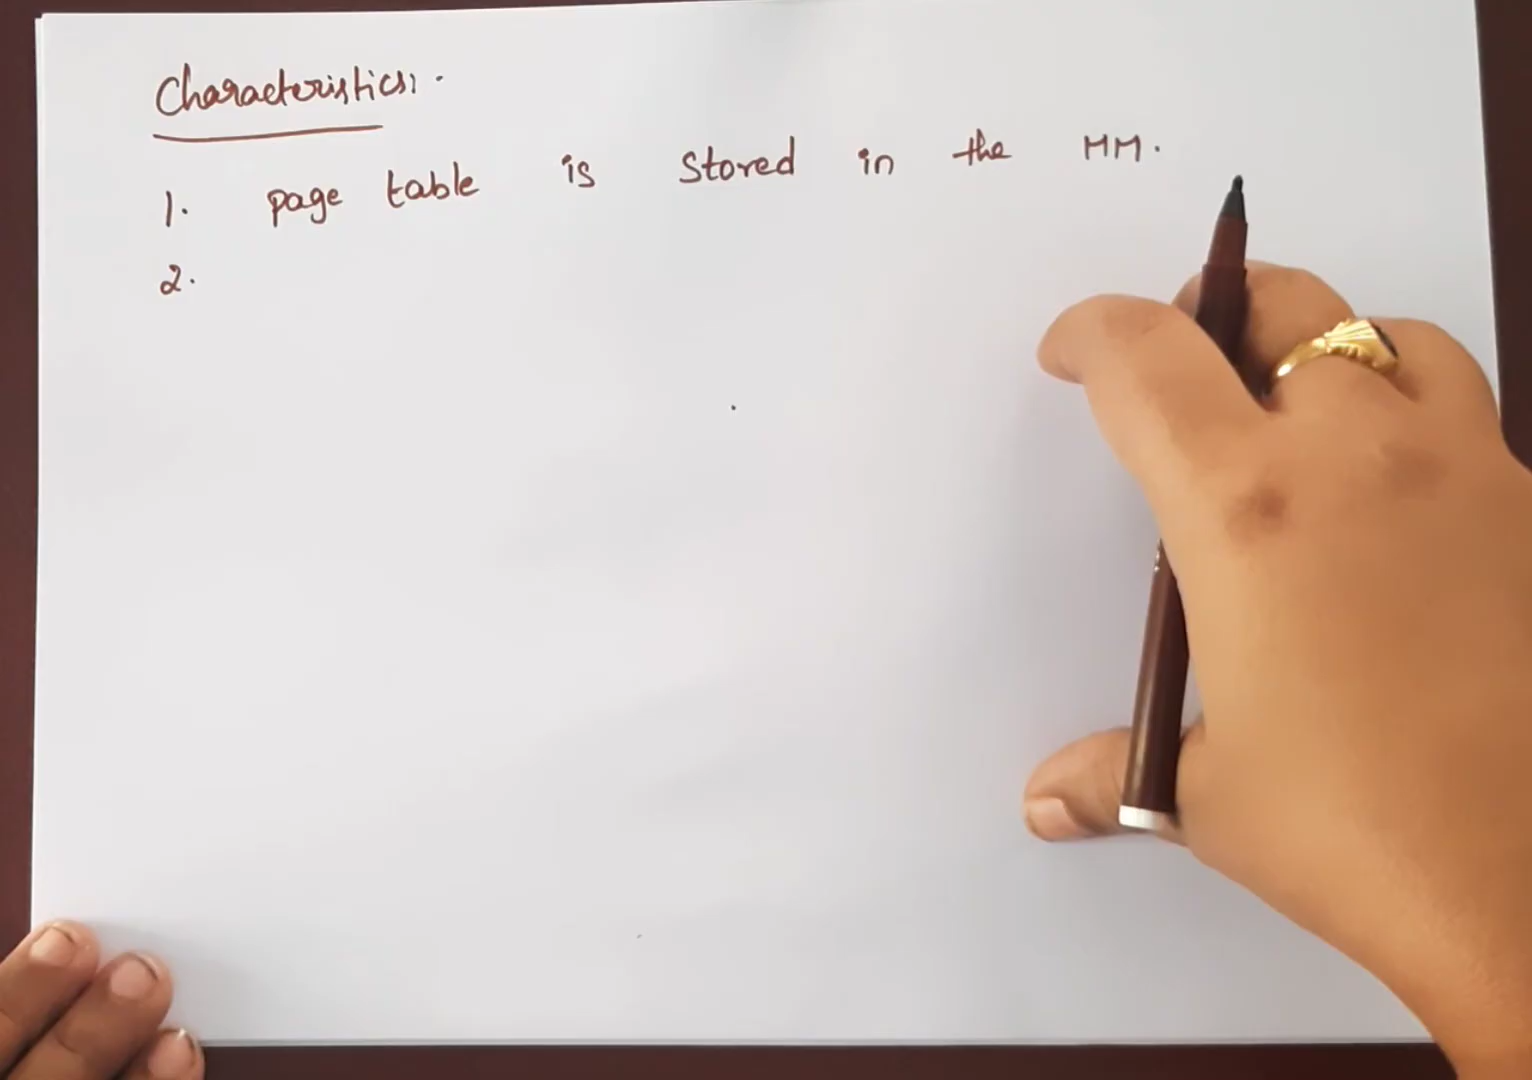 Characteristics:-
1. page table is stored in the MM.
2.